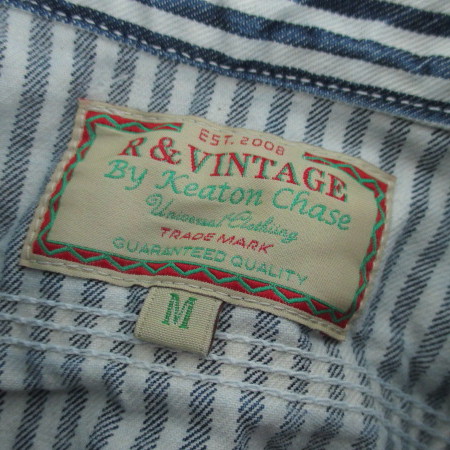 EST. 2008
R & VINTAGE
By Keaton Chase
Universal Clothing
TRADE MARK
GUARANTEED QUALITY
M